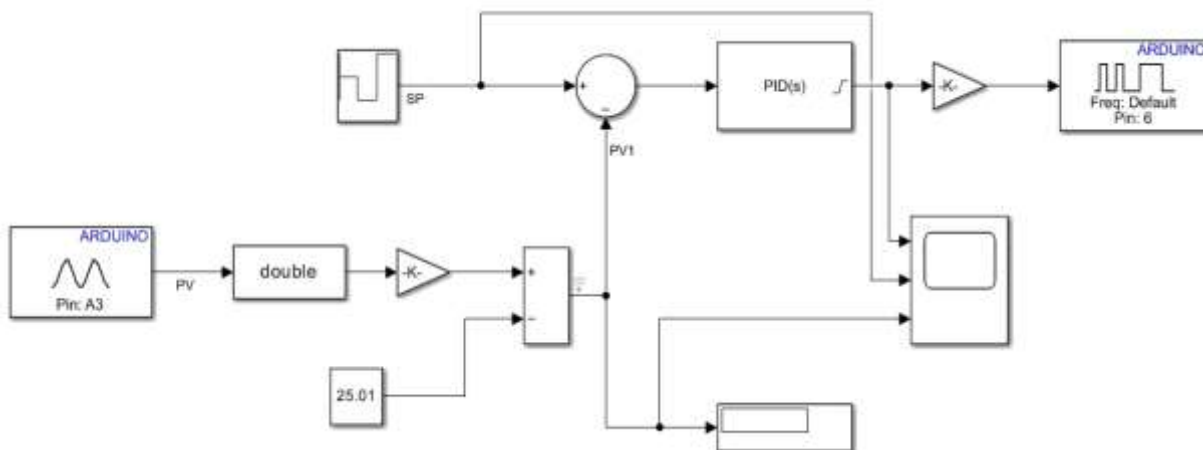 ARDUINO
SP
+
−
PID(s)
-K-
Freq: Default
Pin: 6
PV1
ARDUINO
Pin: A3
PV
double
-K-
+
−
25.01